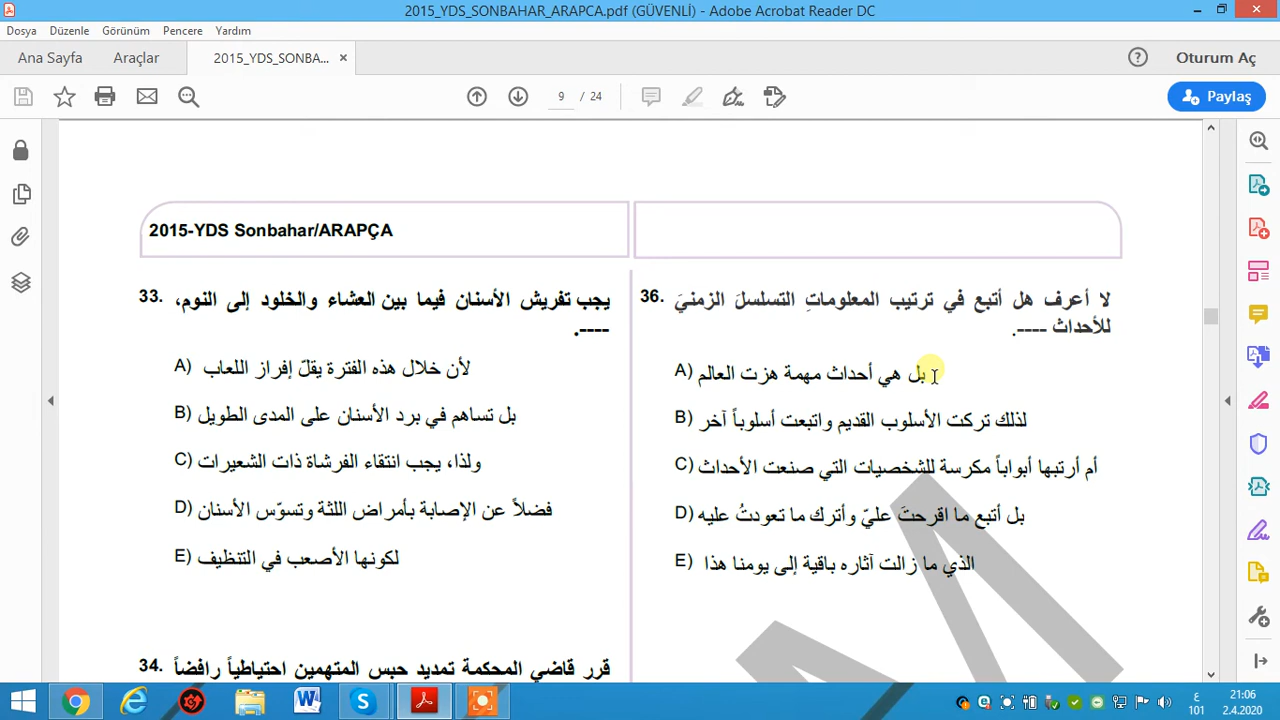 2015_YDS_SONBAHAR_ARAPCA.pdf (GÜVENLİ) - Adobe Acrobat Reader DC
Dosya Düzenle Görünüm Pencere Yardım
Ana Sayfa Araçlar 2015_YDS_SONBA... Oturum Aç
9 / 24 Paylaş
2015-YDS Sonbahar/ARAPÇA
33. يجب تفريش الأسنان فيما بين العشاء والخلود إلى النوم،
----.
A) لأن خلال هذه الفترة يقلّ إفراز اللعاب
B) بل تساهم في برد الأسنان على المدى الطويل
C) ولذا، يجب انتقاء الفرشاة ذات الشعيرات
D) فضلاً عن الإصابة بأمراض اللثة وتسوّس الأسنان
E) لكونها الأصعب في التنظيف
34. قرر قاضي المحكمة تمديد حبس المتهمين احتياطياً رافضاً
36. لا أعرف هل أتبع في ترتيب المعلوماتِ التسلسلَ الزمنيَ
للأحداث ----.
A) بل هي أحداث مهمة هزت العالم
B) لذلك تركت الأسلوب القديم واتبعت أسلوباً آخر
C) أم أرتبها أبواباً مكرسة للشخصيات التي صنعت الأحداث
D) بل أتبع ما اقرحتَ عليّ وأترك ما تعودتُ عليه
E) الذي ما زالت آثاره باقية إلى يومنا هذا
ع 21:06
101 2.4.2020